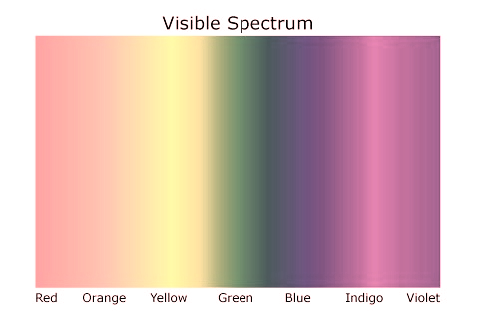 Visible Spectrum
Red Orange Yellow Green Blue Indigo Violet